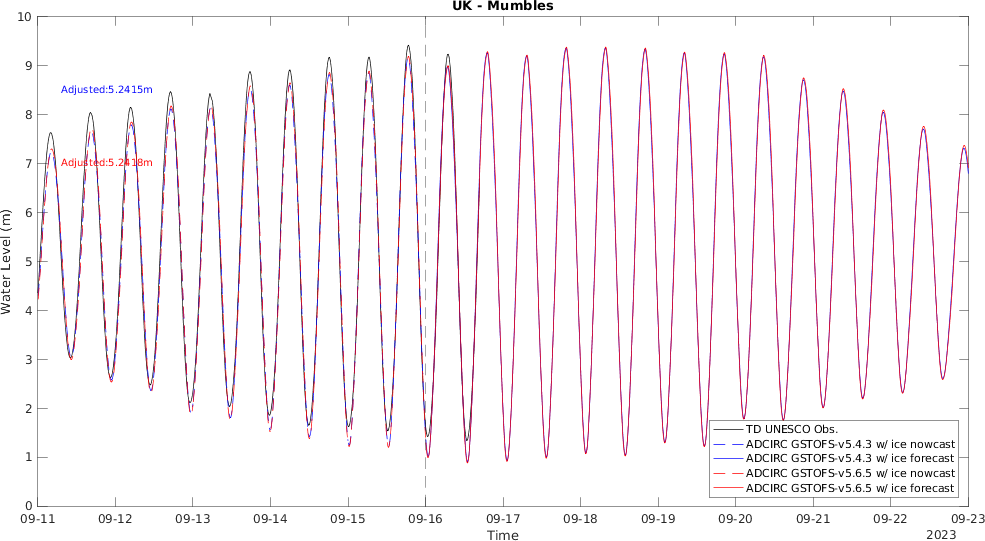 UK - Mumbles
10
9
8
7
6
5
4
3
2
1
0
Water Level (m)
Adjusted:5.2415m
Adjusted:5.2418m
TD UNESCO Obs.
ADCIRC GSTOFS-v5.4.3 w/ ice nowcast
ADCIRC GSTOFS-v5.4.3 w/ ice forecast
ADCIRC GSTOFS-v5.6.5 w/ ice nowcast
ADCIRC GSTOFS-v5.6.5 w/ ice forecast
09-11 09-12 09-13 09-14 09-15 09-16 09-17 09-18 09-19 09-20 09-21 09-22 09-23
Time
2023